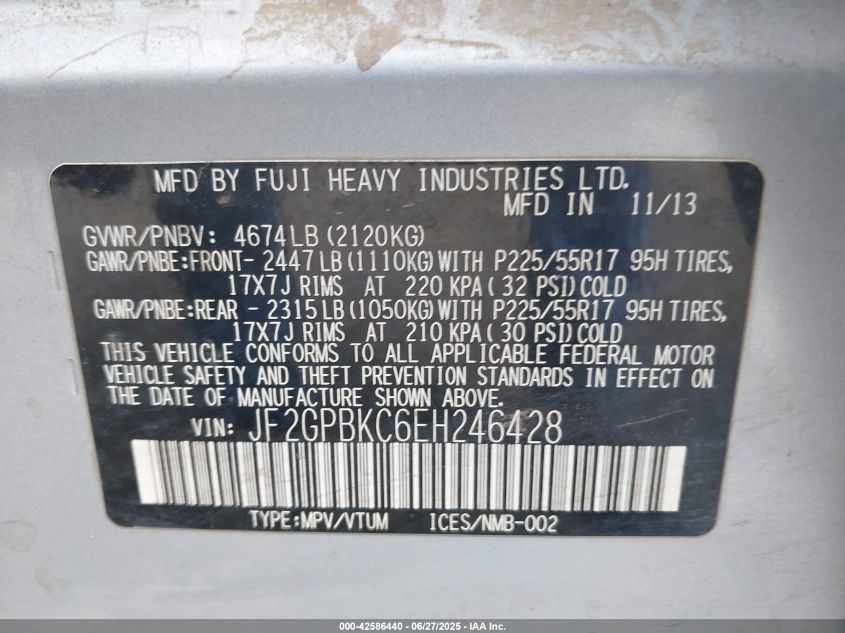 MFD BY FUJI HEAVY INDUSTRIES LTD.
MFD IN 11/13
GVWR/PNBV: 4674LB (2120KG)
GAWR/PNBE:FRONT- 2447LB(1110KG)WITH P225/55R17 95H TIRES,
17X7J RIMS AT 220 KPA( 32 PSI)COLD
GAWR/PNBE:REAR - 2315LB(1050KG)WITH P225/55R17 95H TIRES,
17X7J RIMS AT 210 KPA( 30 PSI)COLD
THIS VEHICLE CONFORMS TO ALL APPLICABLE FEDERAL MOTOR
VEHICLE SAFETY AND THEFT PREVENTION STANDARDS IN EFFECT ON
THE DATE OF MANUFACTURE SHOWN ABOVE.
VIN: JF2GPBKC6EH246428
TYPE:MPV/VTUM ICES/NMB-002
000-42586440 - 06/27/2025 - IAA Inc.